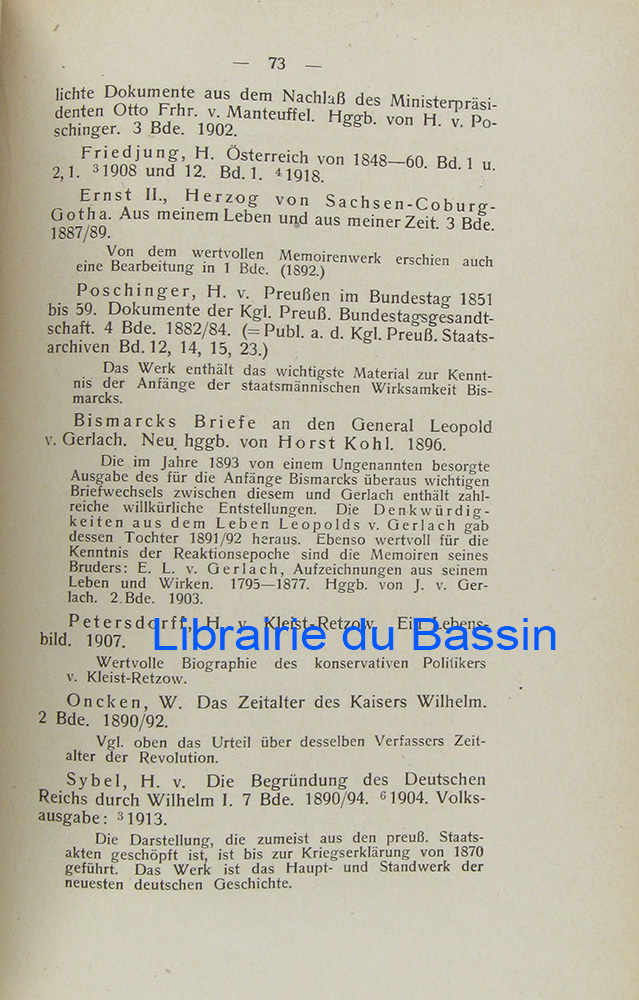 — 73 —
lichte Dokumente aus dem Nachlaß des Ministerpräsi-
denten Otto Frhr. v. Manteuffel. Hggb. von H. v. Po-
schinger. 3 Bde. 1902.
Friedjung, H. Österreich von 1848—60. Bd. 1 u.
2, 1. ³1908 und 12. Bd. 1. ⁴1918.
Ernst II., Herzog von Sachsen-Coburg-
Gotha. Aus meinem Leben und aus meiner Zeit. 3 Bde.
1887/89.
Von dem wertvollen Memoirenwerk erschien auch
eine Bearbeitung in 1 Bde. (1892.)
Poschinger, H. v. Preußen im Bundestag 1851
bis 59. Dokumente der Kgl. Preuß. Bundestagsgesandt-
schaft. 4 Bde. 1882/84. (= Publ. a. d. Kgl. Preuß. Staats-
archiven Bd. 12, 14, 15, 23.)
Das Werk enthält das wichtigste Material zur Kennt-
nis der Anfänge der staatsmännischen Wirksamkeit Bis-
marcks.
Bismarcks Briefe an den General Leopold
v. Gerlach. Neu hggb. von Horst Kohl. 1896.
Die im Jahre 1893 von einem Ungenannten besorgte
Ausgabe des für die Anfänge Bismarcks überaus wichtigen
Briefwechsels zwischen diesem und Gerlach enthält zahl-
reiche willkürliche Entstellungen. Die Denkwürdig-
keiten aus dem Leben Leopolds v. Gerlach gab
dessen Tochter 1891/92 heraus. Ebenso wertvoll für die
Kenntnis der Reaktionsepoche sind die Memoiren seines
Bruders: E. L. v. Gerlach, Aufzeichnungen aus seinem
Leben und Wirken. 1795—1877. Hggb. von J. v. Ger-
lach. 2. Bde. 1903.
Petersdorff, H. v. Kleist-Retzow. Ein Lebens-
bild. 1907.
Librairie du Bassin
Wertvolle Biographie des konservativen Politikers
v. Kleist-Retzow.
Oncken, W. Das Zeitalter des Kaisers Wilhelm.
2 Bde. 1890/92.
Vgl. oben das Urteil über desselben Verfassers Zeit-
alter der Revolution.
Sybel, H. v. Die Begründung des Deutschen
Reichs durch Wilhelm I. 7 Bde. 1890/94. ⁶1904. Volks-
ausgabe: ³1913.
Die Darstellung, die zumeist aus den preuß. Staats-
akten geschöpft ist, ist bis zur Kriegserklärung von 1870
geführt. Das Werk ist das Haupt- und Standwerk der
neuesten deutschen Geschichte.